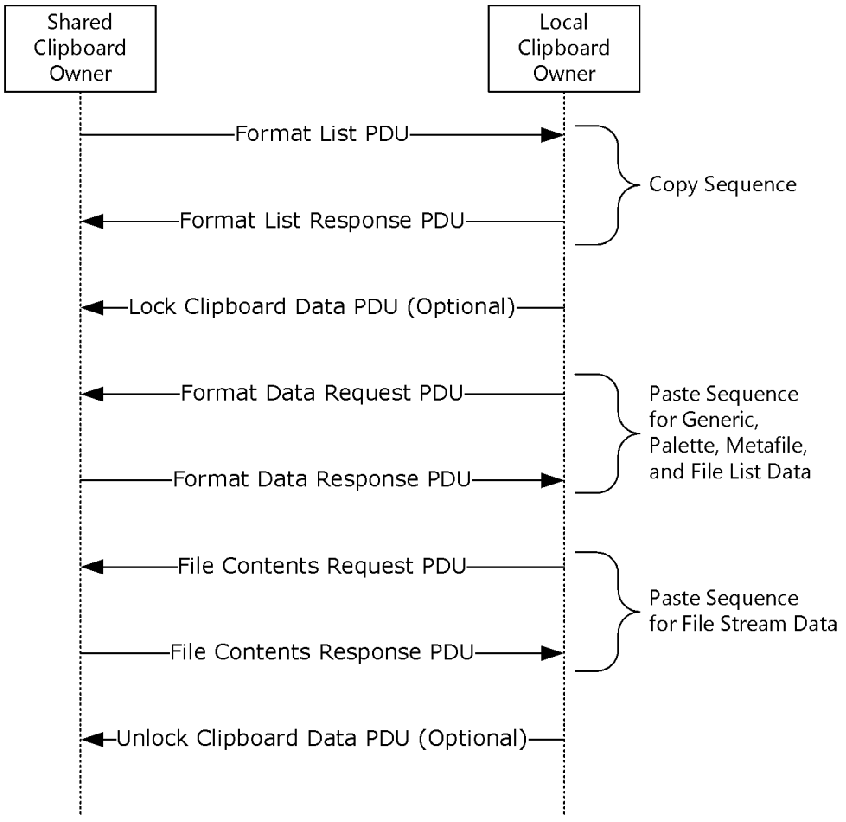 Shared
Clipboard
Owner
Local
Clipboard
Owner
Format List PDU
Copy Sequence
Format List Response PDU
Lock Clipboard Data PDU (Optional)
Format Data Request PDU
Paste Sequence
for Generic,
Palette, Metafile,
and File List Data
Format Data Response PDU
File Contents Request PDU
Paste Sequence
for File Stream Data
File Contents Response PDU
Unlock Clipboard Data PDU (Optional)